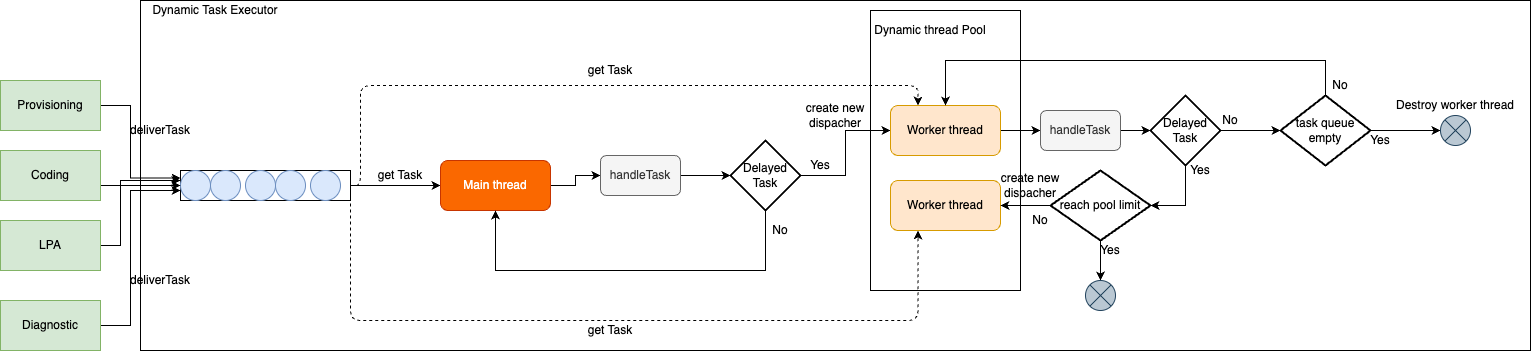 Dynamic Task Executor
Dynamic thread Pool
Provisioning
Coding
LPA
Diagnostic
deliverTask
deliverTask
get Task
get Task
get Task
Main thread
handleTask
Delayed
Task
Yes
No
create new
dispacher
Worker thread
Worker thread
handleTask
Delayed
Task
No
Yes
task queue
empty
No
Yes
Destroy worker thread
create new
dispacher
No
reach pool limit
Yes